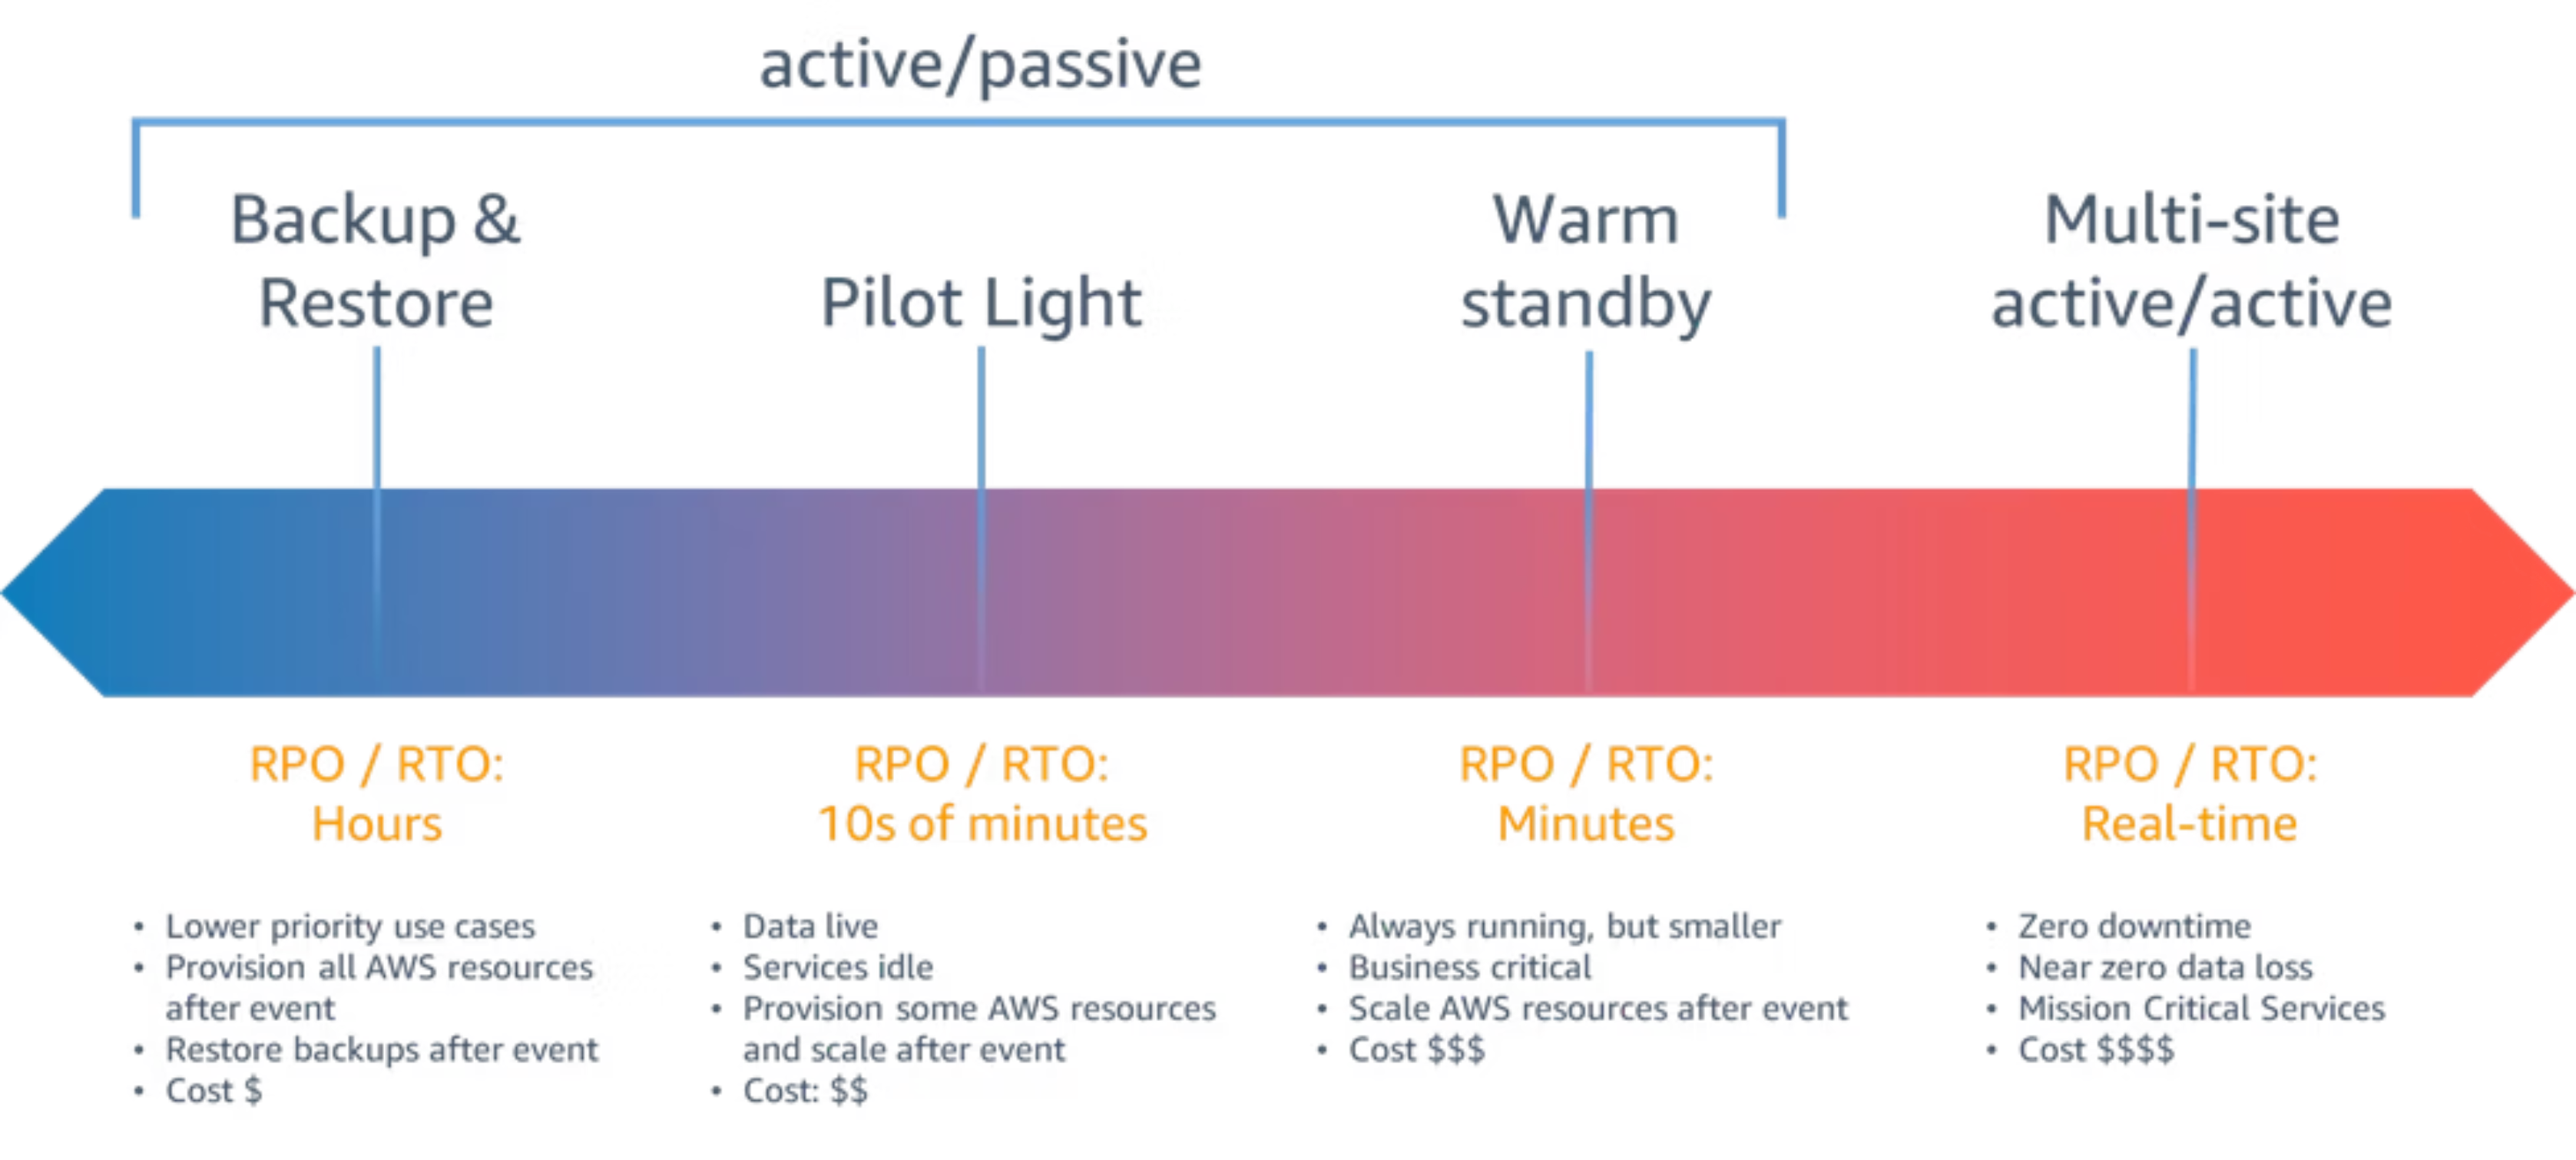 active/passive
Backup &
Restore
Pilot Light
Warm
standby
Multi-site
active/active
RPO / RTO:
Hours
RPO / RTO:
10s of minutes
RPO / RTO:
Minutes
RPO / RTO:
Real-time
• Lower priority use cases
• Provision all AWS resources
after event
• Restore backups after event
• Cost $
• Data live
• Services idle
• Provision some AWS resources
and scale after event
• Cost: $$
• Always running, but smaller
• Business critical
• Scale AWS resources after event
• Cost $$$
• Zero downtime
• Near zero data loss
• Mission Critical Services
• Cost $$$$